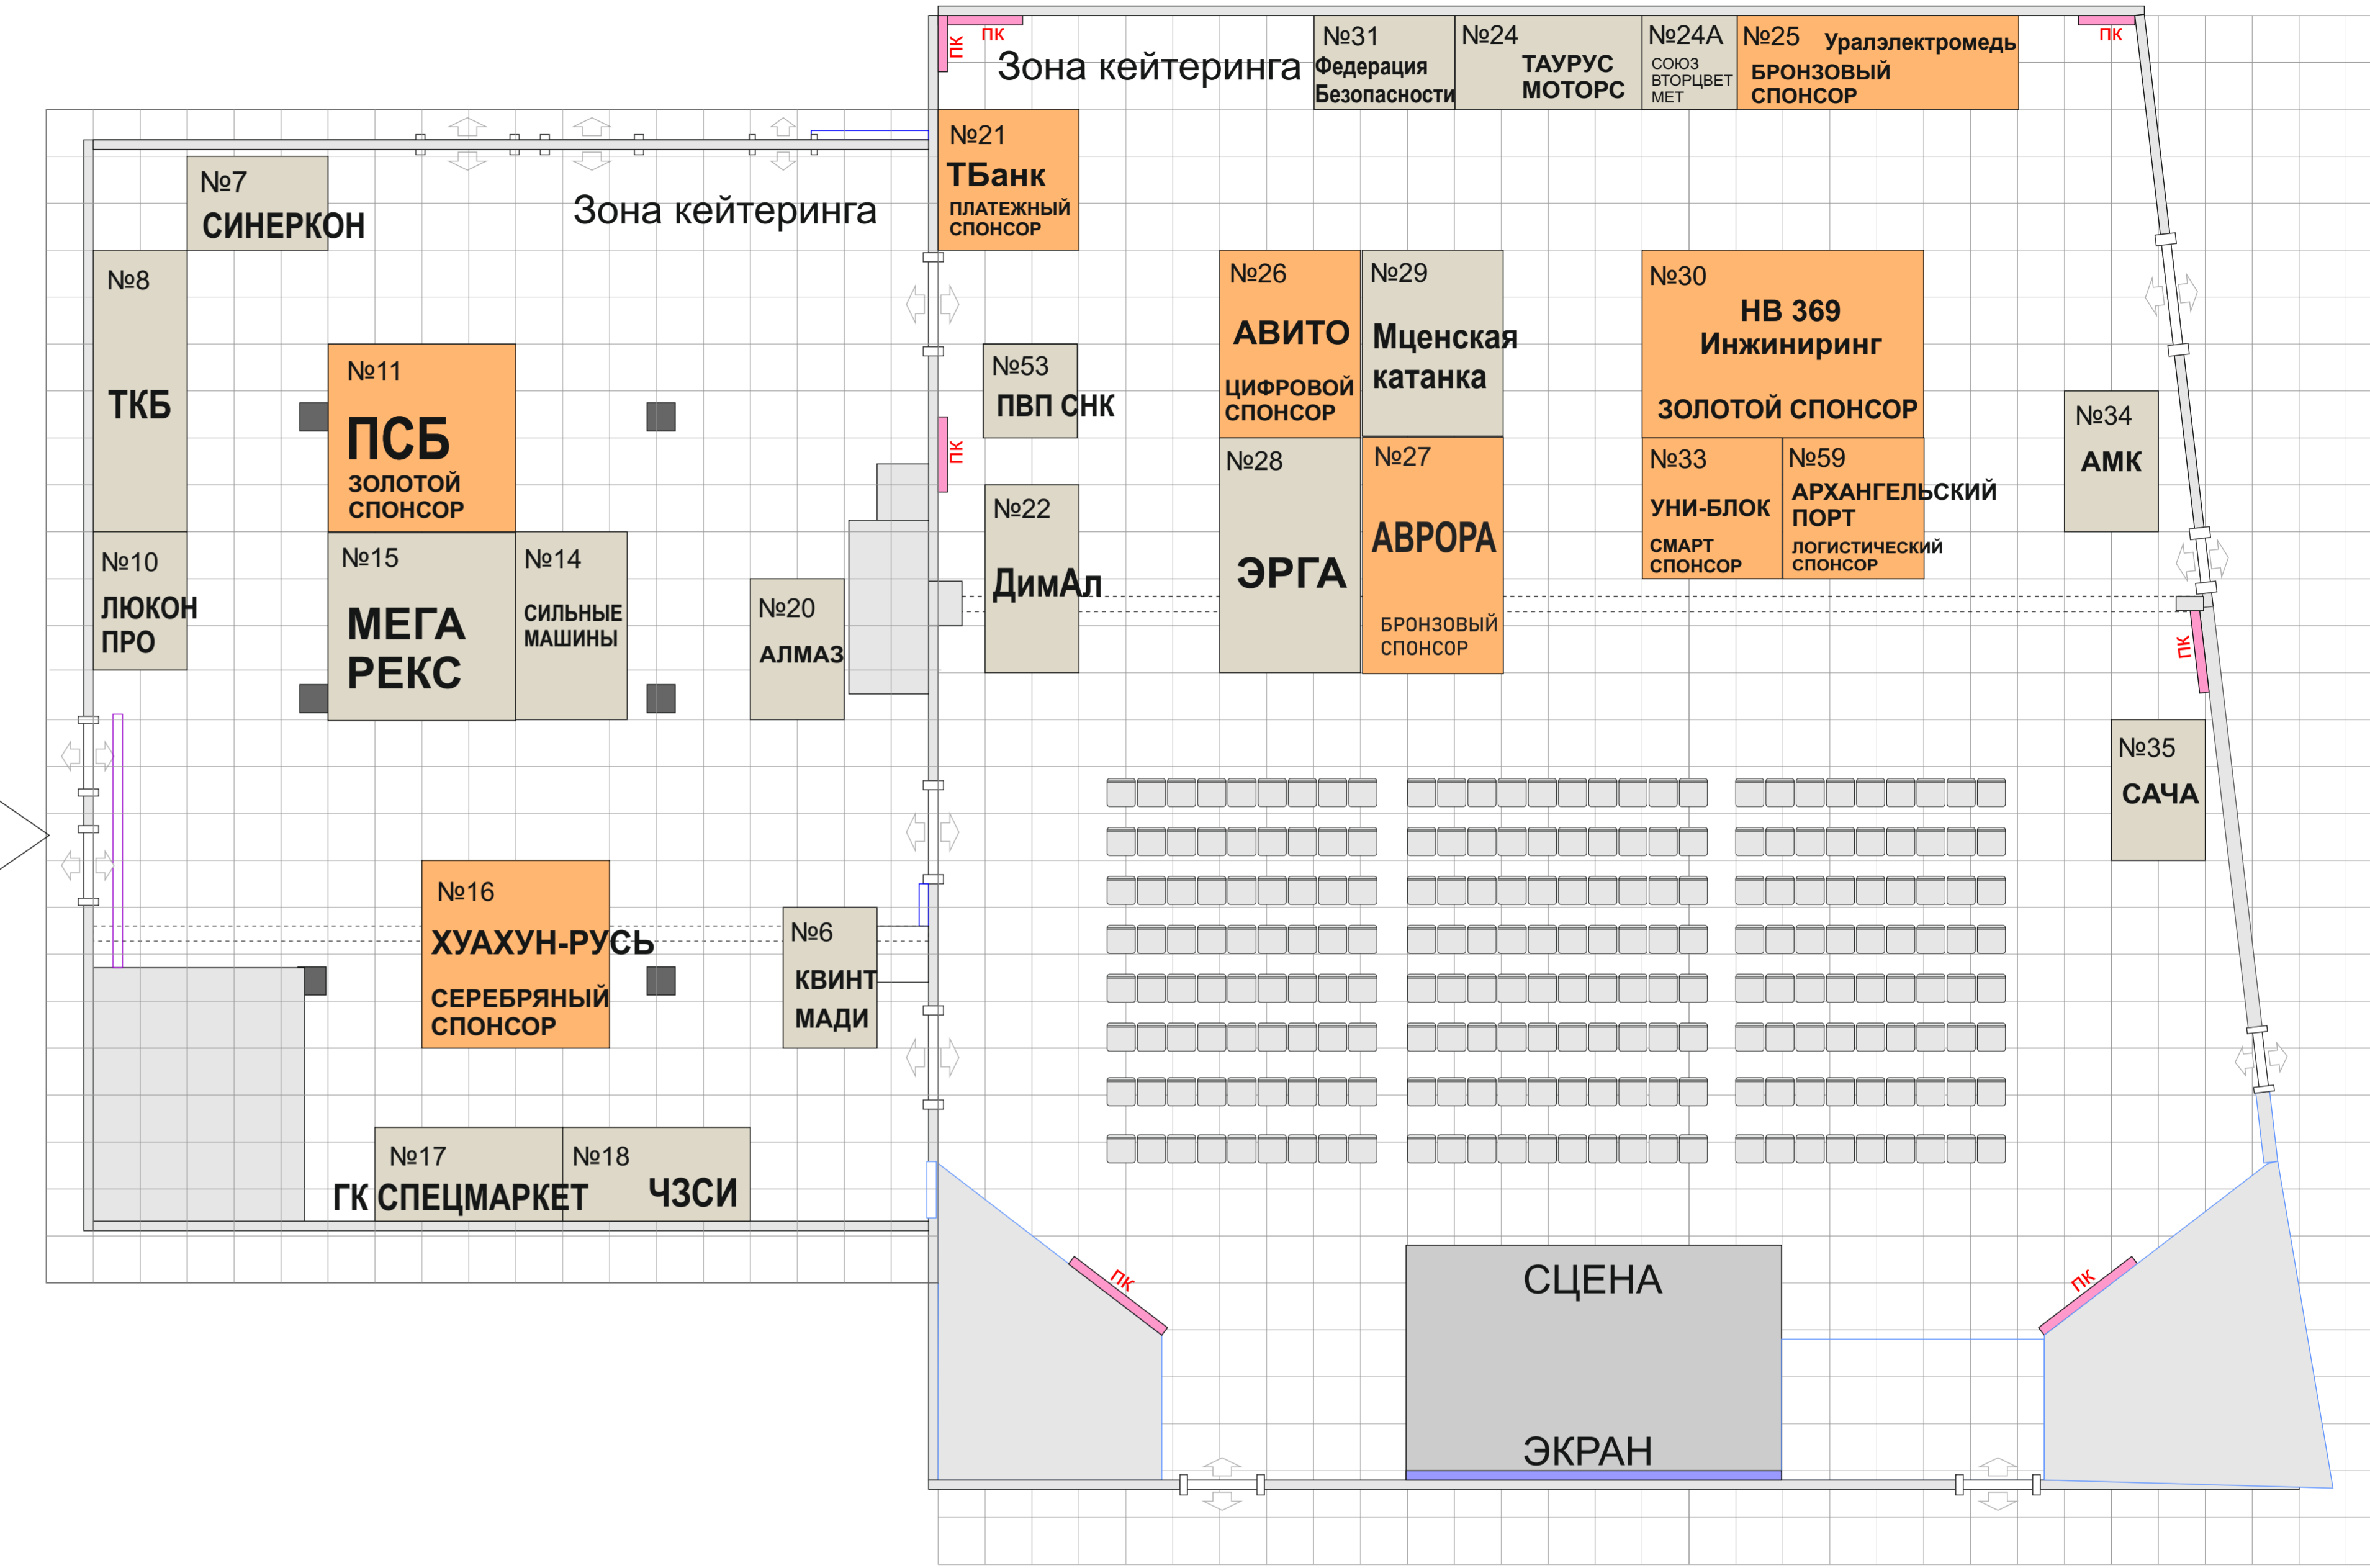 ПК
ПК
Зона кейтеринга
№31
Федерация
Безопасности
№24
ТАУРУС
МОТОРС
№24А
СОЮЗ
ВТОРЦВЕТ
МЕТ
№25 Уралэлектромедь
БРОНЗОВЫЙ
СПОНСОР
ПК
№7
СИНЕРКОН
Зона кейтеринга
№21
ТБанк
ПЛАТЕЖНЫЙ
СПОНСОР
№8
ТКБ
№11
ПСБ
ЗОЛОТОЙ
СПОНСОР
№53
ПВП СНК
ПК
№26
АВИТО
ЦИФРОВОЙ
СПОНСОР
№29
Мценская
катанка
№30
НВ 369
Инжиниринг
ЗОЛОТОЙ СПОНСОР
№34
АМК
№10
ЛЮКОН
ПРО
№15
МЕГА
РЕКС
№14
СИЛЬНЫЕ
МАШИНЫ
№20
АЛМАЗ
№22
ДимАл
№28
ЭРГА
№27
АВРОРА
БРОНЗОВЫЙ
СПОНСОР
№33
УНИ-БЛОК
СМАРТ
СПОНСОР
№59
АРХАНГЕЛЬСКИЙ
ПОРТ
ЛОГИСТИЧЕСКИЙ
СПОНСОР
ПК
№35
САЧА
№16
ХУАХУН-РУСЬ
СЕРЕБРЯНЫЙ
СПОНСОР
№6
КВИНТ
МАДИ
№17
ГК СПЕЦМАРКЕТ
№18
ЧЗСИ
ПК
СЦЕНА
ЭКРАН
ПК